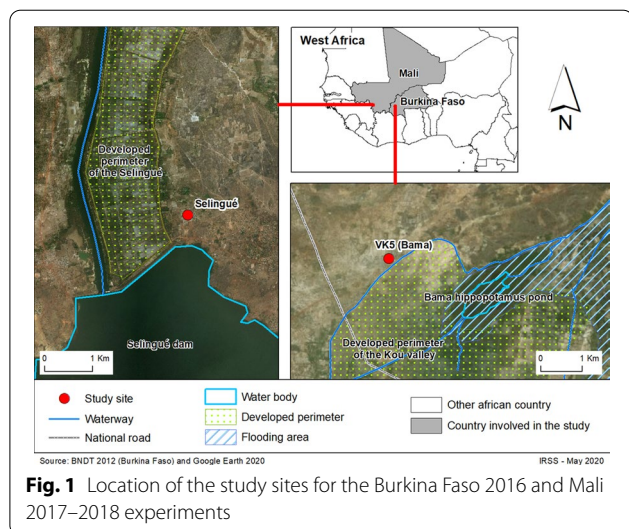 West Africa
Mali
Burkina Faso
N
Developed
perimeter
of the Selingué
Selingué
Selingué dam
0 1 Km
VK5 (Bama)
Bama hippopotamus pond
Developed perimeter
of the Kou valley
0 1 Km
Study site
Waterway
National road
Water body
Developed perimeter
Flooding area
Other african country
Country involved in the study
Source: BNDT 2012 (Burkina Faso) and Google Earth 2020
IRSS - May 2020
Fig. 1 Location of the study sites for the Burkina Faso 2016 and Mali
2017–2018 experiments